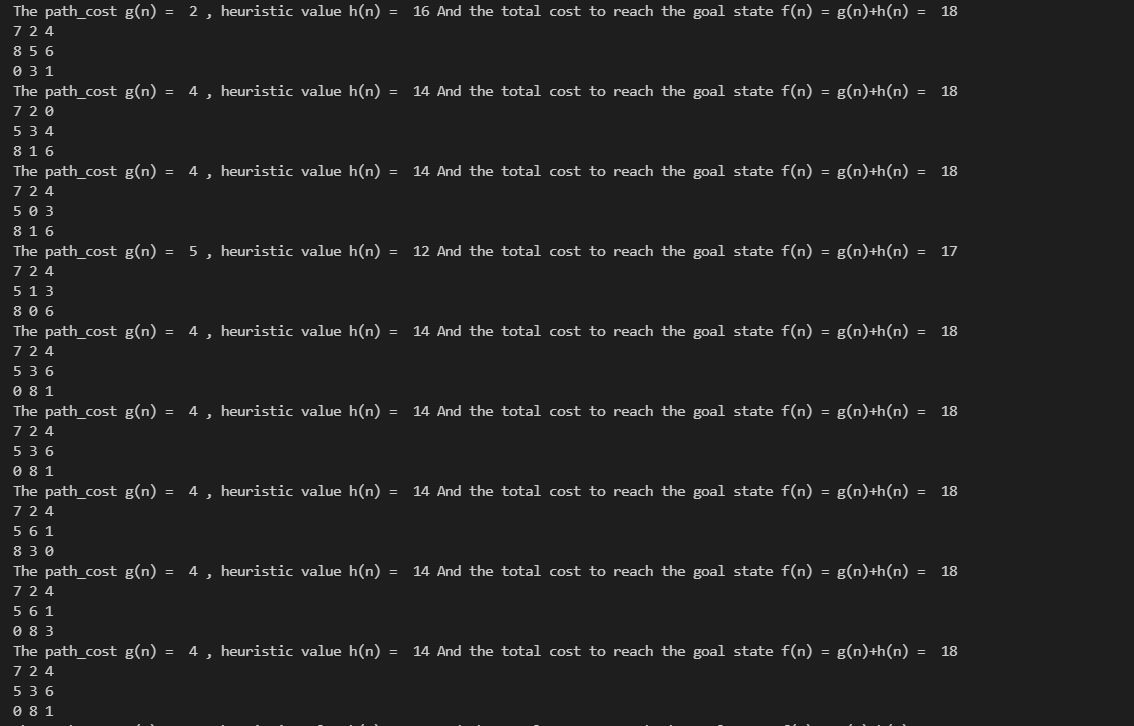 The path_cost g(n) =  2 , heuristic value h(n) =  16 And the total cost to reach the goal state f(n) = g(n)+h(n) =  18
7 2 4
8 5 6
0 3 1
The path_cost g(n) =  4 , heuristic value h(n) =  14 And the total cost to reach the goal state f(n) = g(n)+h(n) =  18
7 2 0
5 3 4
8 1 6
The path_cost g(n) =  4 , heuristic value h(n) =  14 And the total cost to reach the goal state f(n) = g(n)+h(n) =  18
7 2 4
5 0 3
8 1 6
The path_cost g(n) =  5 , heuristic value h(n) =  12 And the total cost to reach the goal state f(n) = g(n)+h(n) =  17
7 2 4
5 1 3
8 0 6
The path_cost g(n) =  4 , heuristic value h(n) =  14 And the total cost to reach the goal state f(n) = g(n)+h(n) =  18
7 2 4
5 3 6
0 8 1
The path_cost g(n) =  4 , heuristic value h(n) =  14 And the total cost to reach the goal state f(n) = g(n)+h(n) =  18
7 2 4
5 3 6
0 8 1
The path_cost g(n) =  4 , heuristic value h(n) =  14 And the total cost to reach the goal state f(n) = g(n)+h(n) =  18
7 2 4
5 6 1
8 3 0
The path_cost g(n) =  4 , heuristic value h(n) =  14 And the total cost to reach the goal state f(n) = g(n)+h(n) =  18
7 2 4
5 6 1
0 8 3
The path_cost g(n) =  4 , heuristic value h(n) =  14 And the total cost to reach the goal state f(n) = g(n)+h(n) =  18
7 2 4
5 3 6
0 8 1